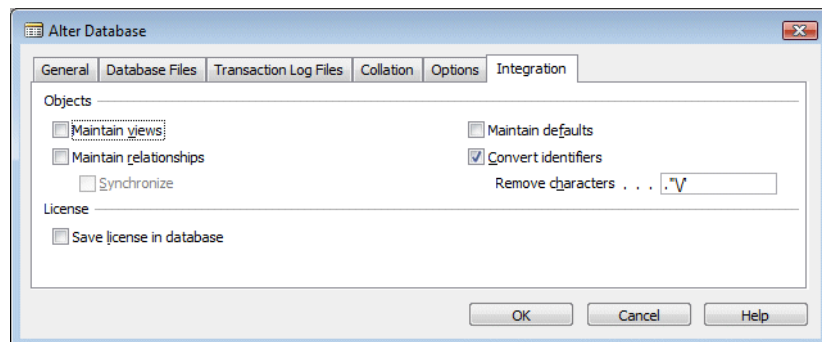 Alter Database
General Database Files Transaction Log Files Collation Options Integration
Objects
Maintain views Maintain defaults
Maintain relationships Convert identifiers
Synchronize Remove characters . . . ."\/'
License
Save license in database
OK Cancel Help